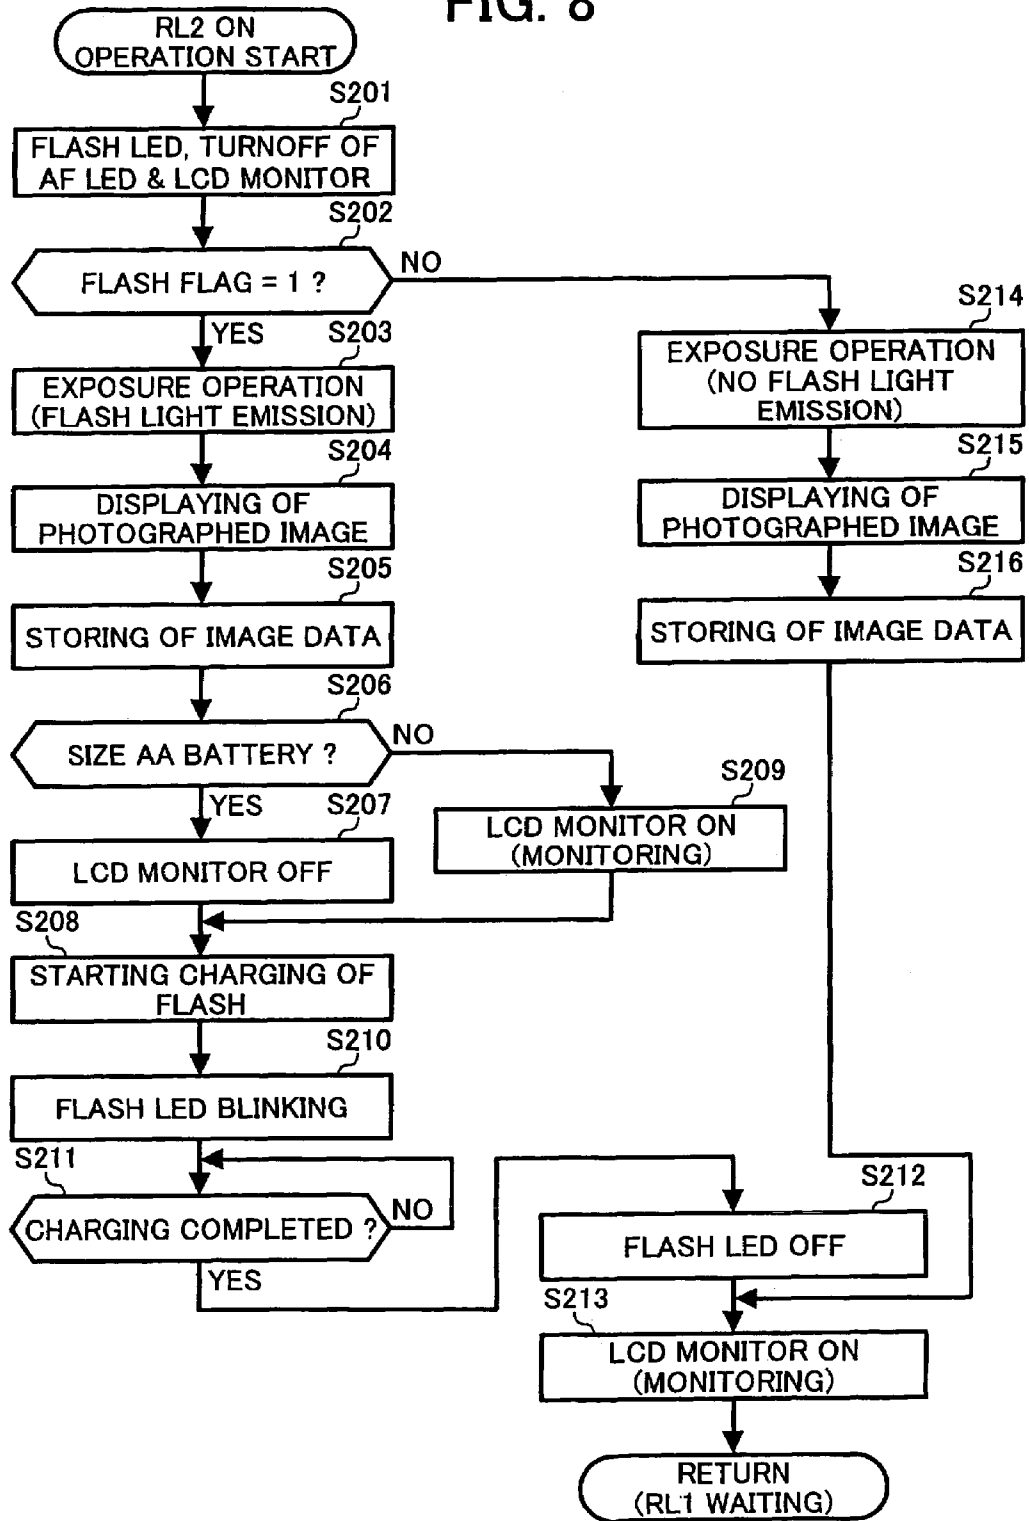 FIG. 8
RL2 ON
OPERATION START
S201
FLASH LED, TURNOFF OF
AF LED & LCD MONITOR
S202
FLASH FLAG = 1 ?
NO
YES
S203
EXPOSURE OPERATION
(FLASH LIGHT EMISSION)
S204
DISPLAYING OF
PHOTOGRAPHED IMAGE
S205
STORING OF IMAGE DATA
S206
SIZE AA BATTERY ?
NO
YES
S207
LCD MONITOR OFF
S209
LCD MONITOR ON
(MONITORING)
S208
STARTING CHARGING OF
FLASH
S210
FLASH LED BLINKING
S211
CHARGING COMPLETED ?
NO
YES
S214
EXPOSURE OPERATION
(NO FLASH LIGHT
EMISSION)
S215
DISPLAYING OF
PHOTOGRAPHED IMAGE
S216
STORING OF IMAGE DATA
S212
FLASH LED OFF
S213
LCD MONITOR ON
(MONITORING)
RETURN
(RL1 WAITING)